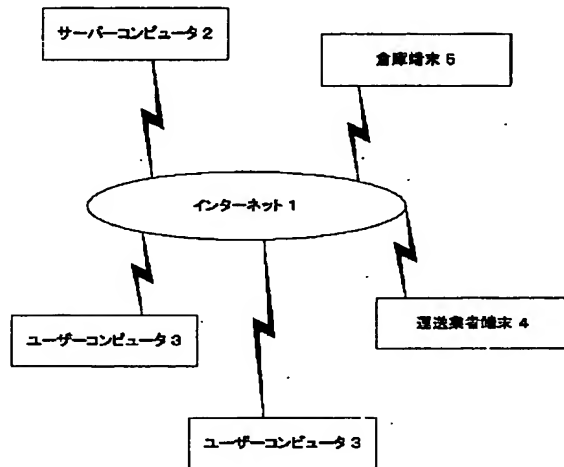 サーバーコンピュータ 2
倉庫端末 5
インターネット 1
ユーザーコンピュータ 3
運送業者端末 4
ユーザーコンピュータ 3